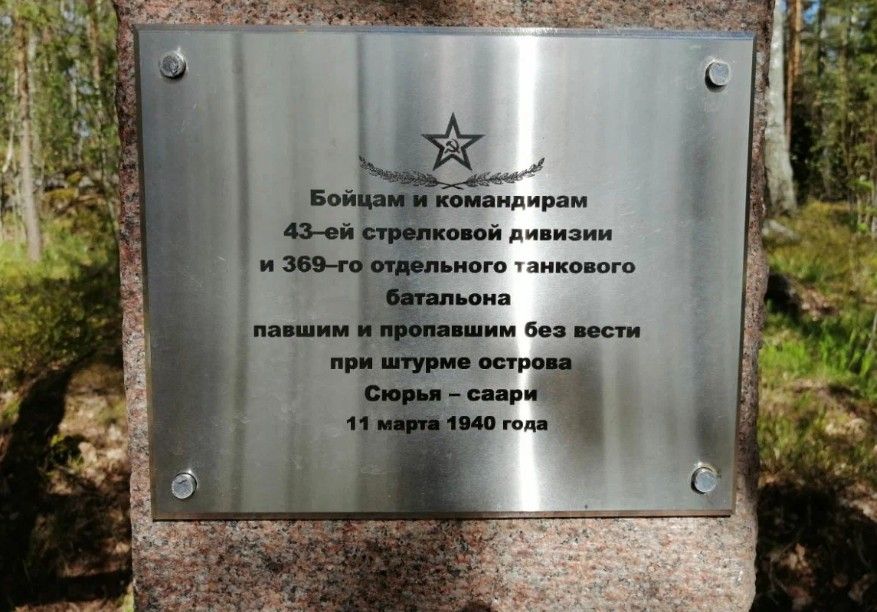 Бойцам и командирам
43–ей стрелковой дивизии
и 369–го отдельного танкового
батальона
павшим и пропавшим без вести
при штурме острова
Сюрья – саари
11 марта 1940 года